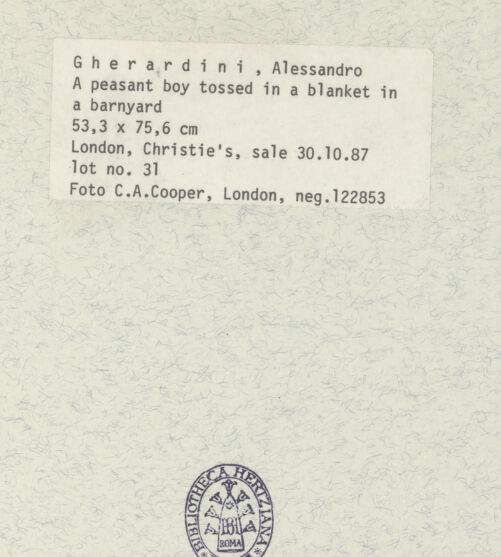 G h e r a r d i n i , Alessandro
A peasant boy tossed in a blanket in
a barnyard
53,3 x 75,6 cm
London, Christie's, sale 30.10.87
lot no. 31
Foto C.A.Cooper, London, neg.122853
BIBLIOTHECA HERTZIANA
BH
ROMA